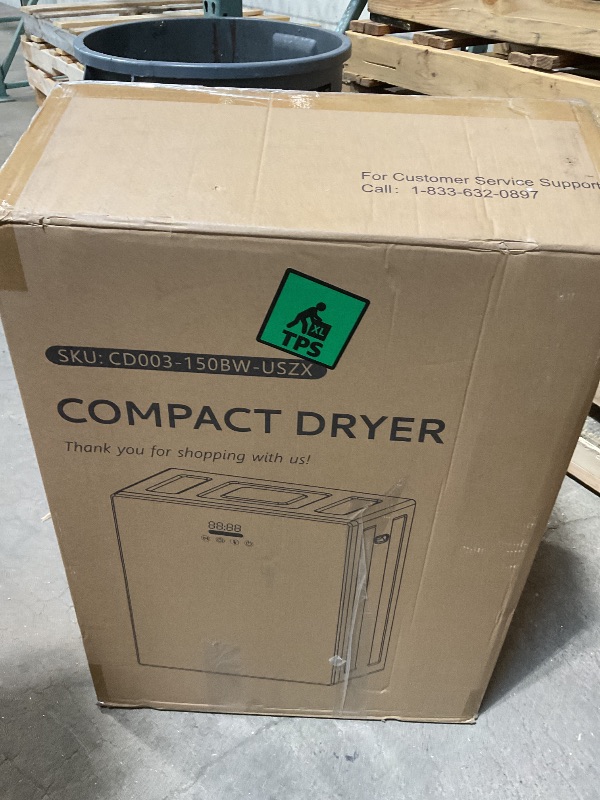 For Customer Service Support
Call: 1-833-632-0897
XL
TPS
SKU: CD003-150BW-USZX
COMPACT DRYER
Thank you for shopping with us!
88:88